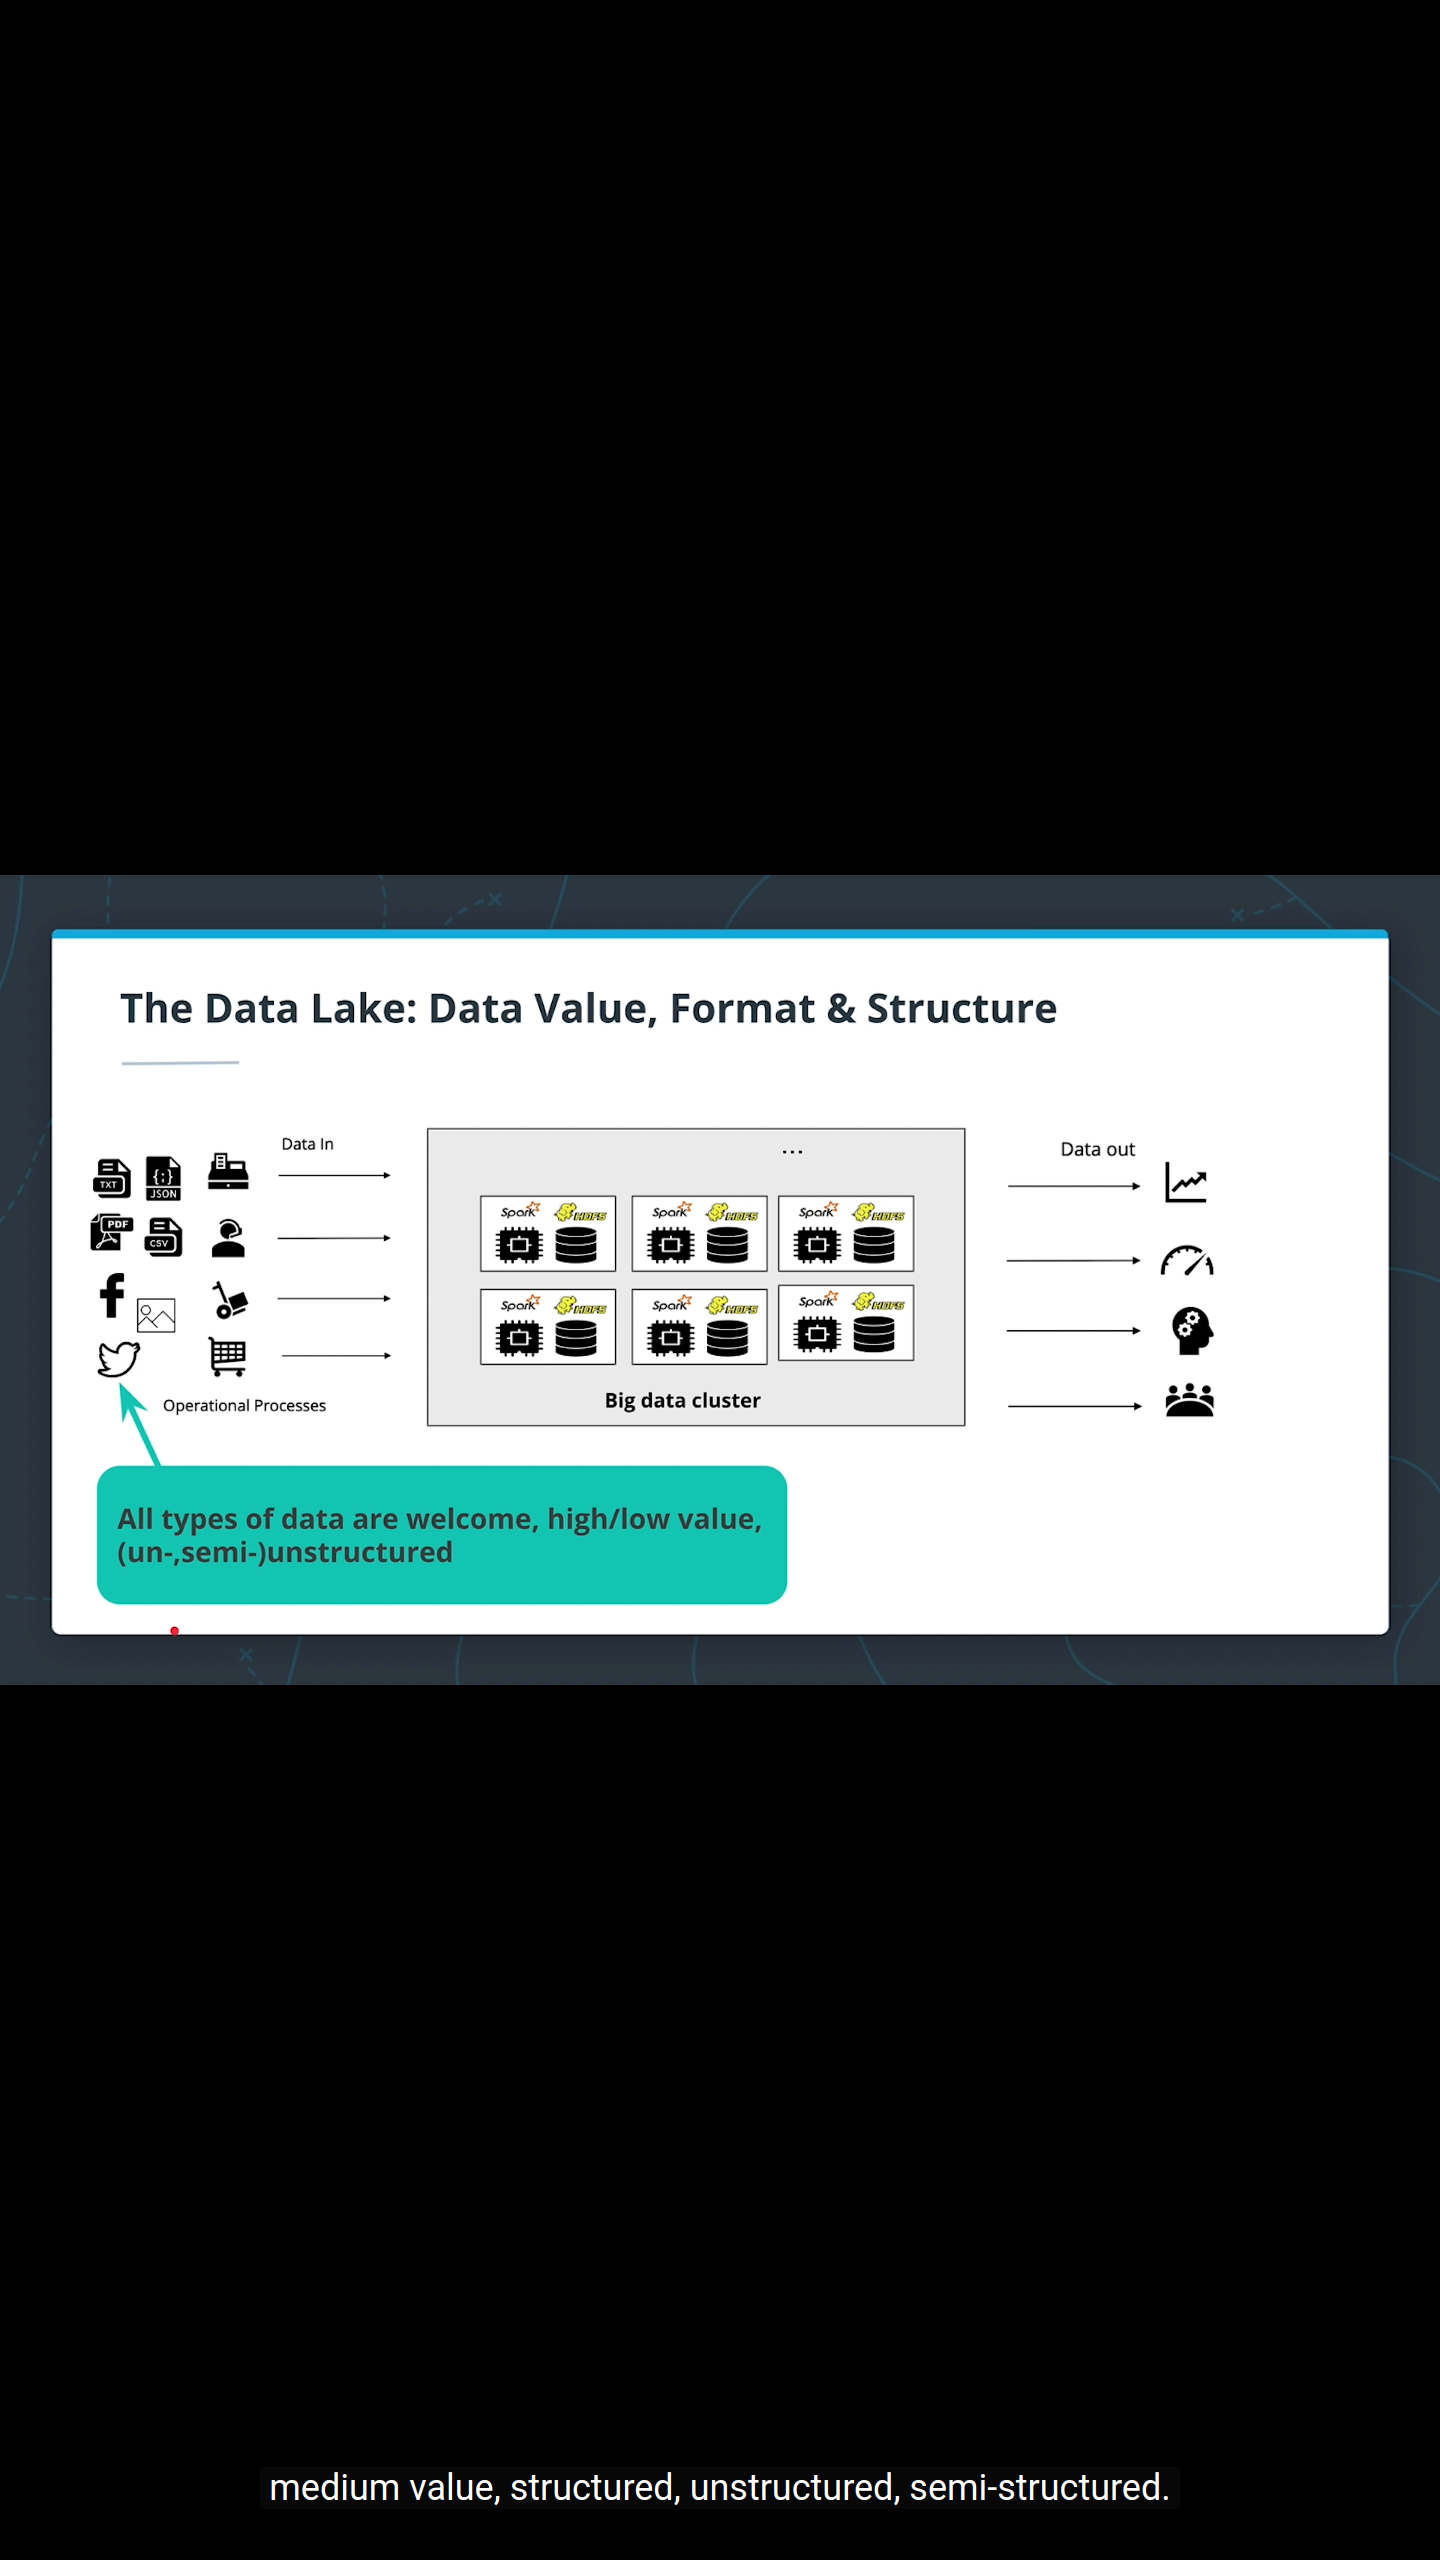 The Data Lake: Data Value, Format & Structure
Data In
Data out
...
TXT
JSON
PDF
CSV
Spark HDFS Spark HDFS Spark HDFS
Spark HDFS Spark HDFS Spark HDFS
Big data cluster
Operational Processes
All types of data are welcome, high/low value,
(un-,semi-)unstructured
medium value, structured, unstructured, semi-structured.